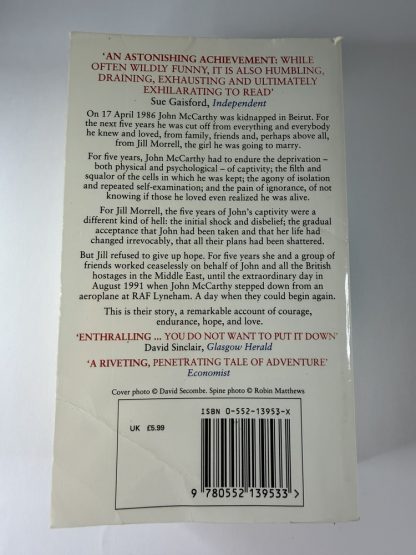 'AN ASTONISHING ACHIEVEMENT: WHILE
OFTEN WILDLY FUNNY, IT IS ALSO HUMBLING,
DRAINING, EXHAUSTING AND ULTIMATELY
EXHILARATING TO READ'
Sue Gaisford, Independent
On 17 April 1986 John McCarthy was kidnapped in Beirut. For
the next five years he was cut off from everything and everybody
he knew and loved, from family, friends and, perhaps above all,
from Jill Morrell, the girl he was going to marry.
For five years, John McCarthy had to endure the deprivation –
both physical and psychological – of captivity; the filth and
squalor of the cells in which he was kept; the agony of isolation
and repeated self-examination; and the pain of ignorance, of not
knowing if those he loved even realized he was alive.
For Jill Morrell, the five years of John's captivity were a
different kind of hell: the initial shock and disbelief; the gradual
acceptance that John had been taken and that her life had
changed irrevocably, that all their plans had been shattered.
But Jill refused to give up hope. For five years she and a group of
friends worked ceaselessly on behalf of John and all the British
hostages in the Middle East, until the extraordinary day in
August 1991 when John McCarthy stepped down from an
aeroplane at RAF Lyneham. A day when they could begin again.
This is their story, a remarkable account of courage,
endurance, hope, and love.
'ENTHRALLING ... YOU DO NOT WANT TO PUT IT DOWN'
David Sinclair, Glasgow Herald
'A RIVETING, PENETRATING TALE OF ADVENTURE'
Economist
Cover photo © David Secombe. Spine photo © Robin Matthews
ISBN 0-552-13953-X
UK £5.99
9 780552 139533 >